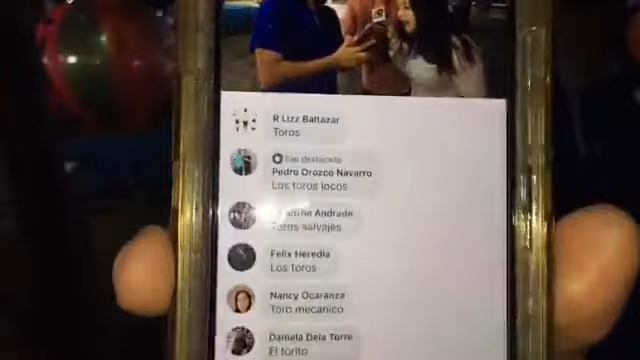 R Lizz Baltazar
Toros
Fan destacado
Pedro Orozco Navarro
Los toros locos
Andrade
Toros salvajes
Felix Heredia
Los toros
Nancy Ocaranza
Toro mecanico
Daniela Dela Torre
El torito